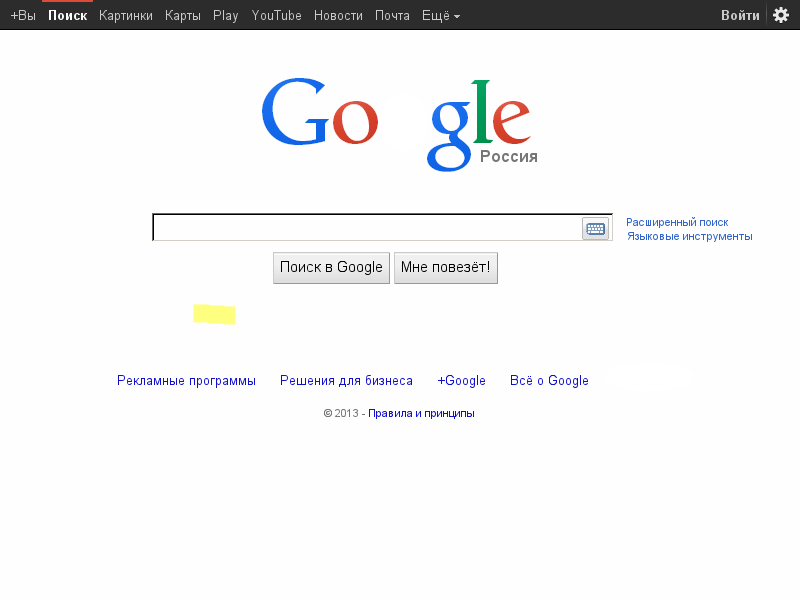 +Вы Поиск Картинки Карты Play YouTube Новости Почта Ещё Войти
Go gle
Россия
Расширенный поиск
Языковые инструменты
Поиск в Google Мне повезёт!
Рекламные программы Решения для бизнеса +Google Всё о Google
© 2013 - Правила и принципы